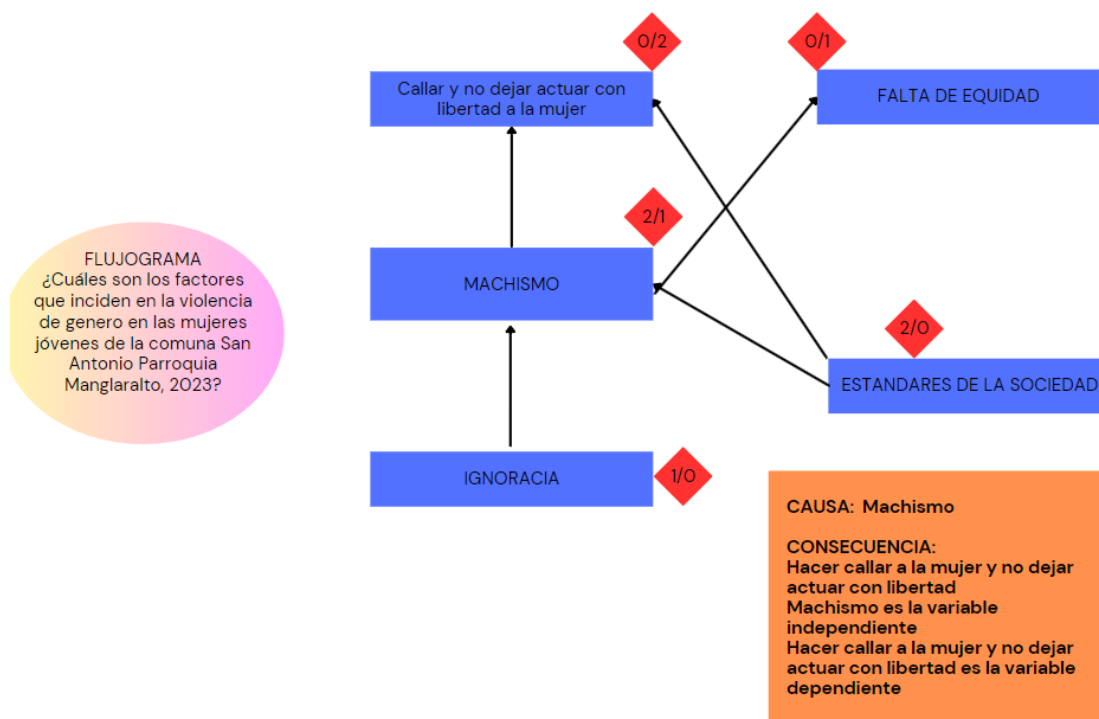 0/2
0/1
Callar y no dejar actuar con
libertad a la mujer
FALTA DE EQUIDAD
2/1
MACHISMO
FLUJOGRAMA
¿Cuáles son los factores
que inciden en la violencia
de genero en las mujeres
jóvenes de la comuna San
Antonio Parroquia
Manglaralto, 2023?
2/0
ESTANDARES DE LA SOCIEDAD
IGNORACIA
1/0
CAUSA: Machismo
CONSECUENCIA:
Hacer callar a la mujer y no dejar
actuar con libertad
Machismo es la variable
independiente
Hacer callar a la mujer y no dejar
actuar con libertad es la variable
dependiente